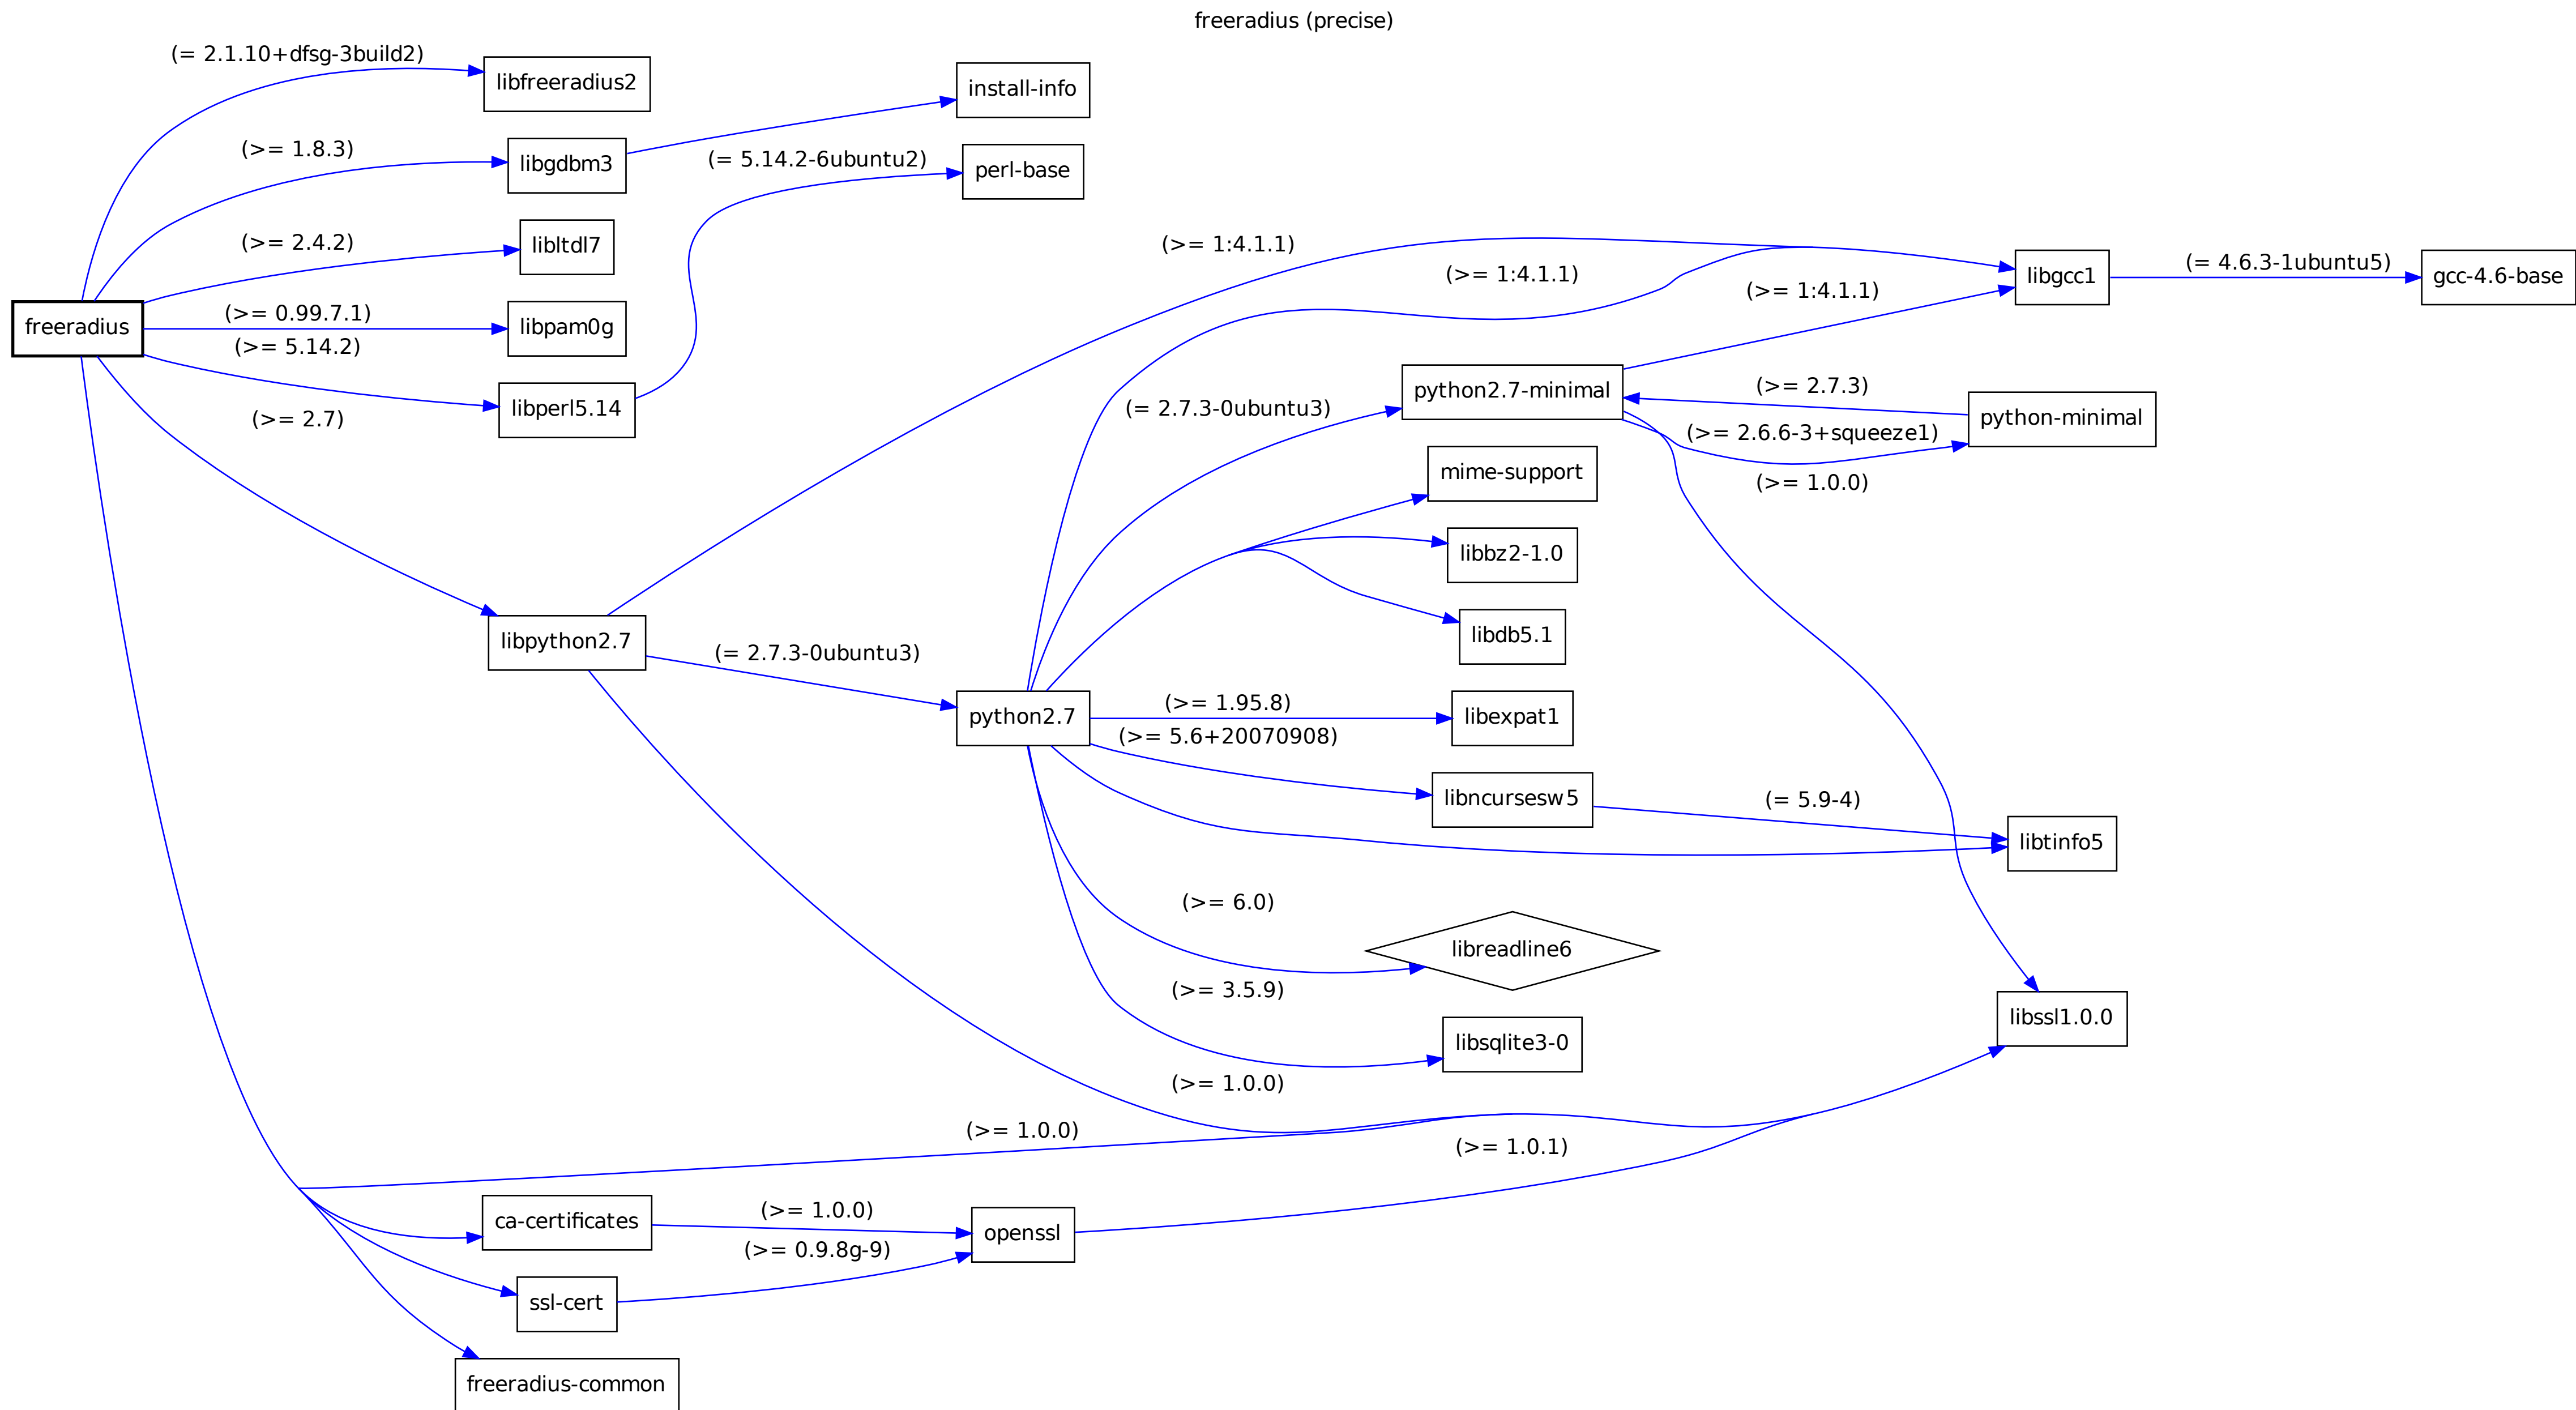 freeradius (precise)
(= 2.1.10+dfsg-3build2)
libfreeradius2
install-info
(>= 1.8.3)
libgdbm3
(= 5.14.2-6ubuntu2)
perl-base
(>= 2.4.2)
libltdl7
(>= 1:4.1.1)
(>= 1:4.1.1)
(>= 1:4.1.1)
libgcc1
(= 4.6.3-1ubuntu5)
gcc-4.6-base
freeradius
(>= 0.99.7.1)
libpam0g
(>= 5.14.2)
libperl5.14
(>= 2.7)
(= 2.7.3-0ubuntu3)
python2.7-minimal
(>= 2.7.3)
python-minimal
(>= 2.6.6-3+squeeze1)
mime-support
(>= 1.0.0)
libbz2-1.0
libdb5.1
libpython2.7
(= 2.7.3-0ubuntu3)
python2.7
(>= 1.95.8)
libexpat1
(>= 5.6+20070908)
libncursesw5
(= 5.9-4)
libtinfo5
(>= 6.0)
libreadline6
(>= 3.5.9)
libsqlite3-0
libssl1.0.0
(>= 1.0.0)
(>= 1.0.0)
(>= 1.0.1)
ca-certificates
(>= 1.0.0)
openssl
(>= 0.9.8g-9)
ssl-cert
freeradius-common